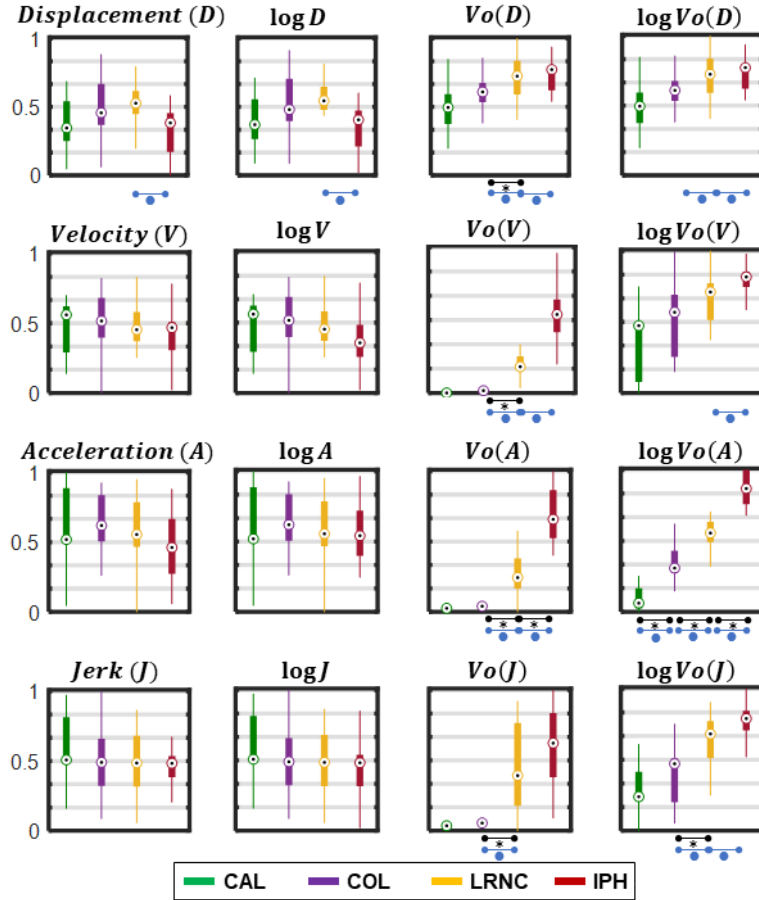 Displacement (D) log D Vo(D) log Vo(D)
1
0.5
0
* 
Velocity (V) log V Vo(V) log Vo(V)
1
0.5
0
*
Acceleration (A) log A Vo(A) log Vo(A)
1
0.5
0
* * * * *
Jerk (J) log J Vo(J) log Vo(J)
1
0.5
0
* *
CAL COL LRNC IPH